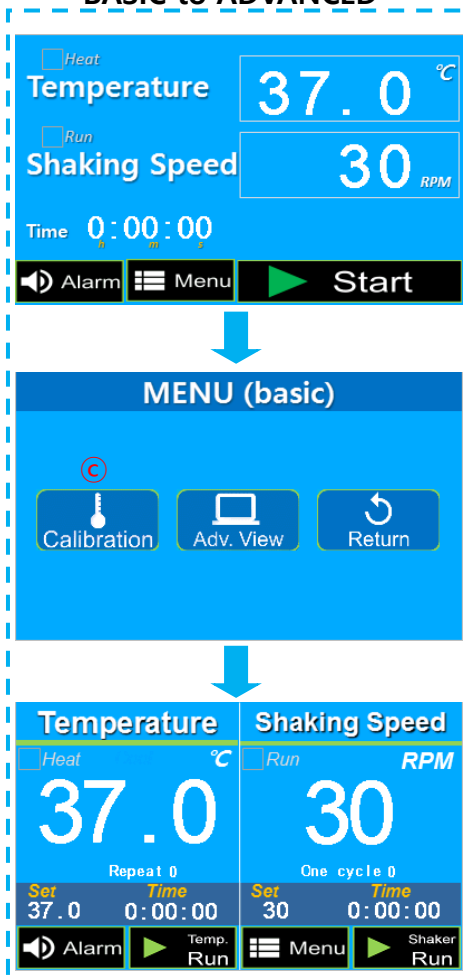 BASIC to ADVANCED
Heat
Temperature 37.0 ℃
Run
Shaking Speed 30 RPM
Time 0:00:00
h m s
Alarm Menu Start
MENU (basic)
ⓒ
Calibration Adv. View Return
Temperature Shaking Speed
Heat ℃ Run RPM
37.0 30
Repeat 0 One cycle 0
Set Time Set Time
37.0 0:00:00 30 0:00:00
Alarm Temp. Run Menu Shaker Run